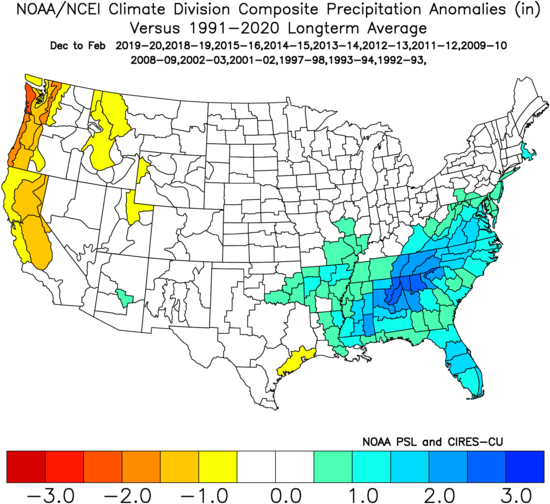 NOAA/NCEI Climate Division Composite Precipitation Anomalies (in)
Versus 1991-2020 Longterm Average
Dec to Feb 2019-20,2018-19,2015-16,2014-15,2013-14,2012-13,2011-12,2009-10
2008-09,2002-03,2001-02,1997-98,1993-94,1992-93,
NOAA PSL and CIRES-CU
-3.0 -2.0 -1.0 0.0 1.0 2.0 3.0